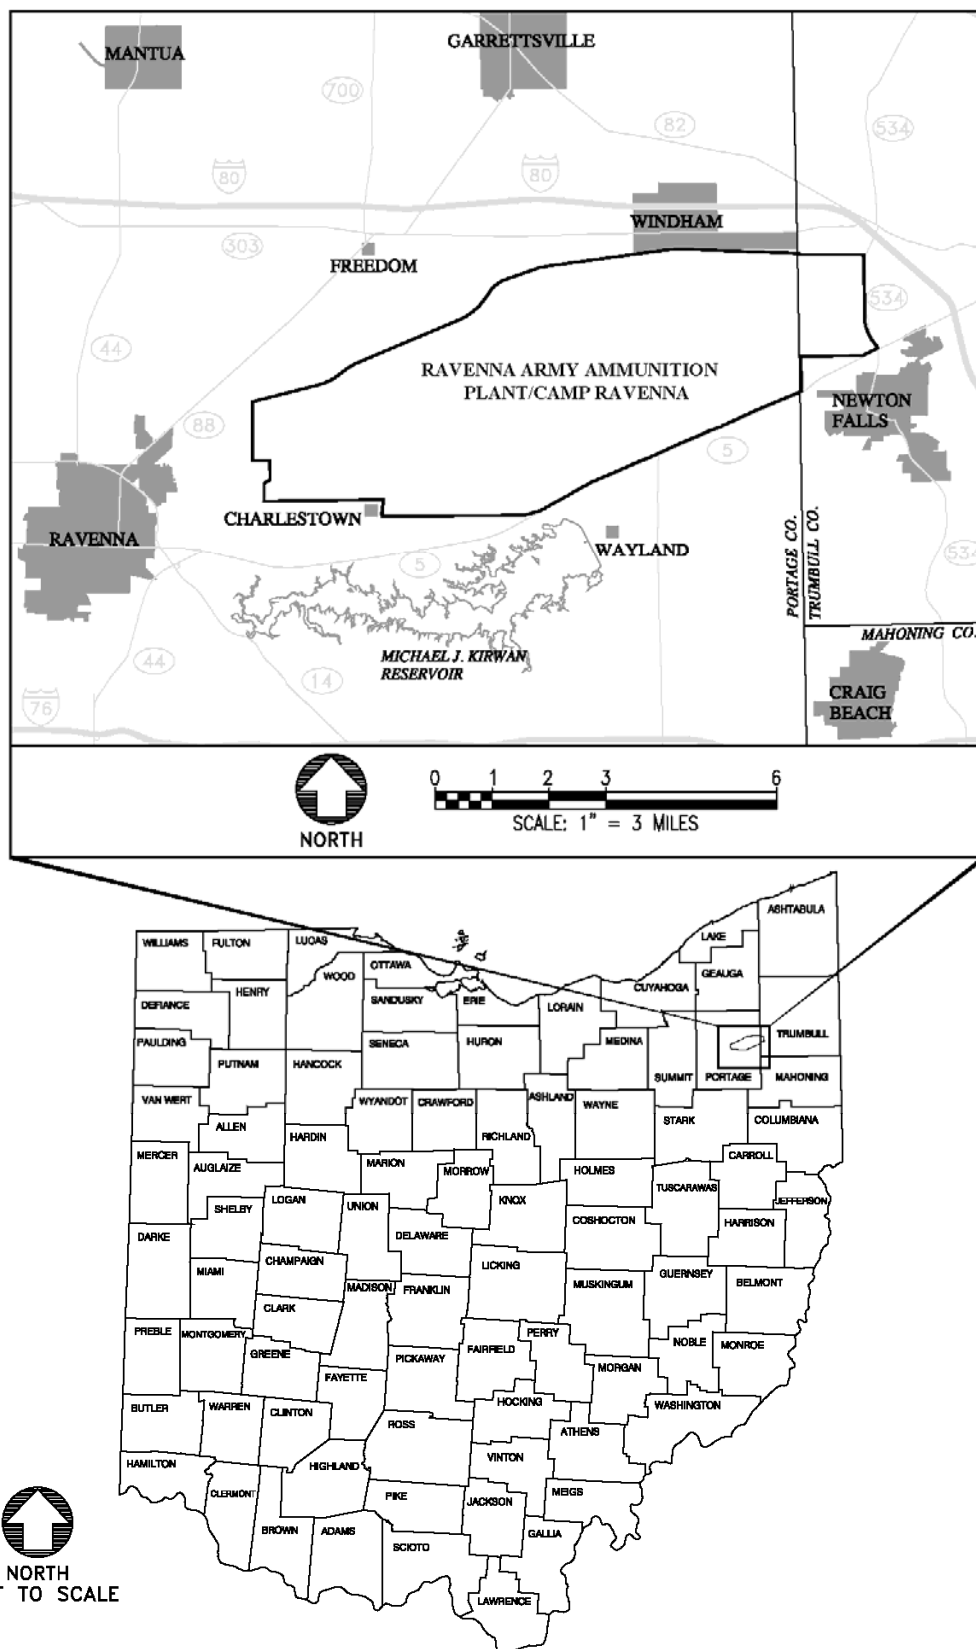 MANTUA
GARRETTSVILLE
700
82
534
80
80
WINDHAM
303
FREEDOM
534
44
RAVENNA ARMY AMMUNITION
PLANT/CAMP RAVENNA
NEWTON
FALLS
88
5
CHARLESTOWN
RAVENNA
WAYLAND
5
PORTAGE CO.
TRUMBULL CO.
534
MAHONING CO.
MICHAEL J. KIRWAN
RESERVOIR
44
14
76
CRAIG
BEACH
NORTH
0 1 2 3 6
SCALE: 1" = 3 MILES
ASHTABULA
WILLIAMS
FULTON
LUCAS
LAKE
OTTAWA
WOOD
GEAUGA
CUYAHOGA
HENRY
DEFIANCE
SANDUSKY
ERIE
LORAIN
TRUMBULL
PAULDING
SENECA
HURON
MEDINA
PUTNAM
HANCOCK
SUMMIT
PORTAGE
MAHONING
VAN WERT
WYANDOT
CRAWFORD
ASHLAND
WAYNE
STARK
COLUMBIANA
ALLEN
HARDIN
RICHLAND
MERCER
AUGLAIZE
MARION
MORROW
HOLMES
CARROLL
TUSCARAWAS
JEFFERSON
LOGAN
UNION
KNOX
SHELBY
COSHOCTON
HARRISON
DARKE
DELAWARE
CHAMPAIGN
LICKING
MIAMI
GUERNSEY
BELMONT
MADISON
FRANKLIN
MUSKINGUM
CLARK
PREBLE
MONTGOMERY
PERRY
NOBLE
MONROE
GREENE
PICKAWAY
FAIRFIELD
MORGAN
FAYETTE
BUTLER
WARREN
CLINTON
HOCKING
WASHINGTON
ROSS
ATHENS
HAMILTON
HIGHLAND
VINTON
CLERMONT
PIKE
JACKSON
MEIGS
BROWN
ADAMS
GALLIA
SCIOTO
LAWRENCE
NORTH
T TO SCALE